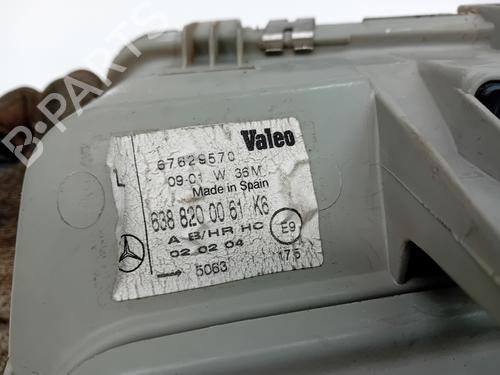 Valeo
67629570
L
09-01 W 36M
Made in Spain
638 820 00 61 K6
A B/HR HC
E9
02 02 04
5063
175
B-PARTS